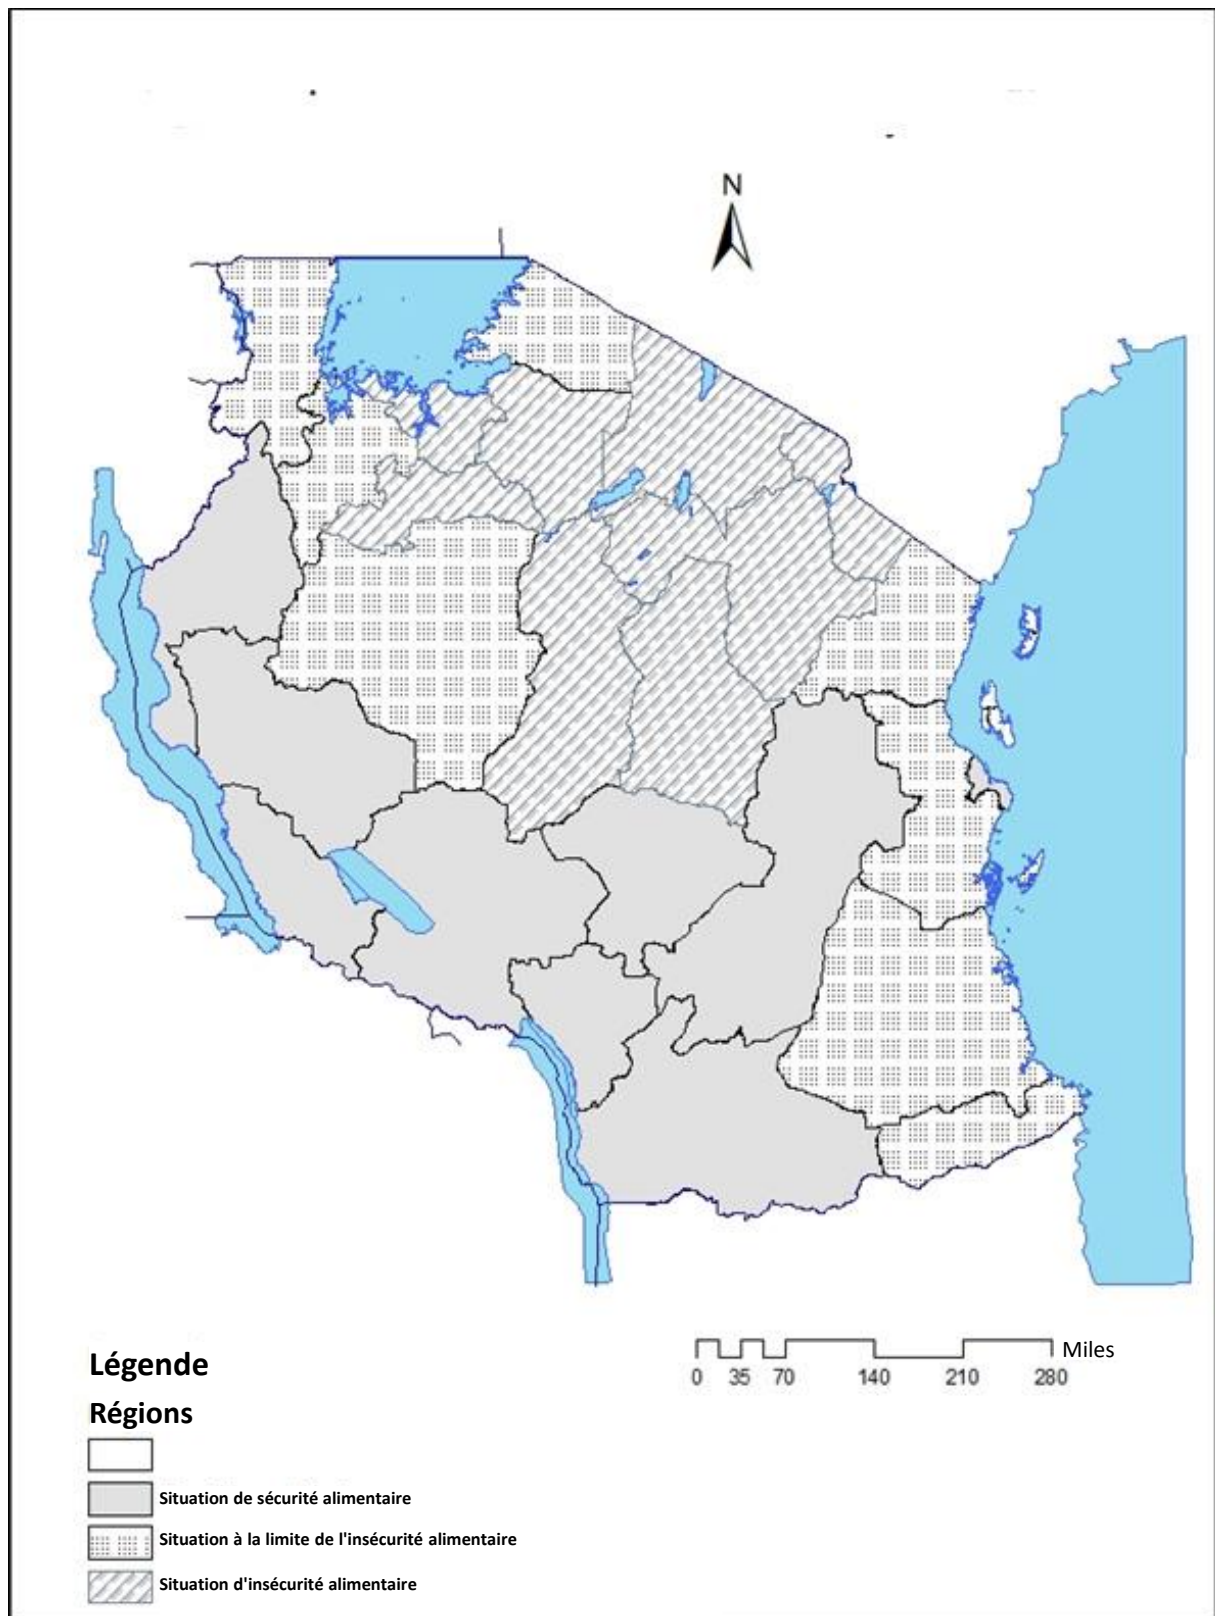 N
Miles
0 35 70 140 210 280
Légende
Régions
Situation de sécurité alimentaire
Situation à la limite de l'insécurité alimentaire
Situation d'insécurité alimentaire